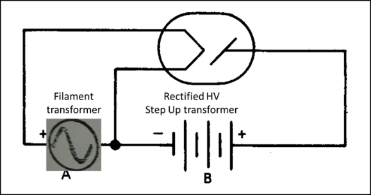 Filament
transformer
Rectified HV
Step Up transformer
+
−
+
A
B